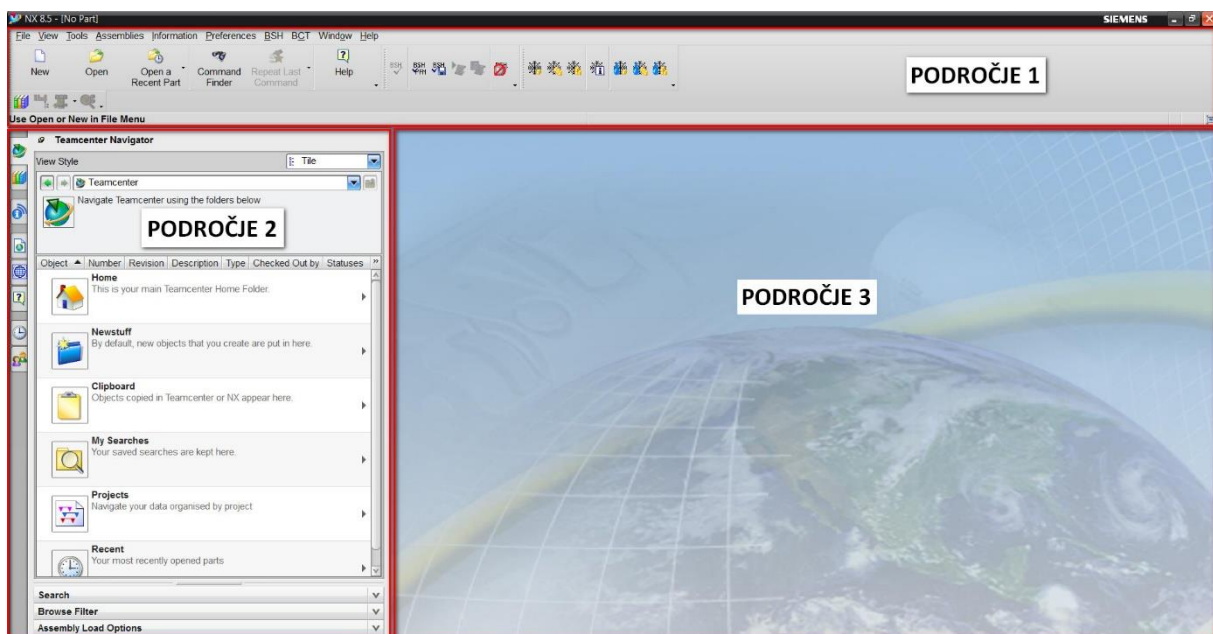 NX 8.5 - [No Part]
SIEMENS
File View Tools Assemblies Information Preferences BSH BCT Window Help
New Open Open a Recent Part Command Finder Repeat Last Command Help
BSH BSH BSH
PODROČJE 1
Use Open or New in File Menu
Teamcenter Navigator
View Style Tile
Teamcenter
Navigate Teamcenter using the folders below
PODROČJE 2
Object Number Revision Description Type Checked Out by Statuses
Home
This is your main Teamcenter Home Folder.
Newstuff
By default, new objects that you create are put in here.
Clipboard
Objects copied in Teamcenter or NX appear here.
My Searches
Your saved searches are kept here.
Projects
Navigate your data organised by project
Recent
Your most recently opened parts
Search
Browse Filter
Assembly Load Options
PODROČJE 3